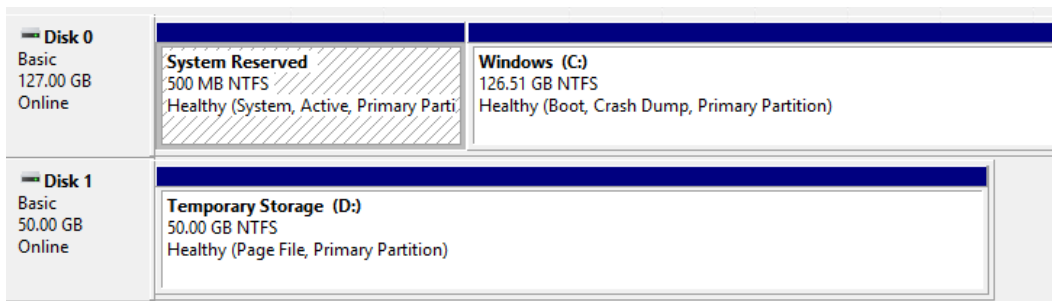 Disk 0
Basic
127.00 GB
Online
System Reserved
500 MB NTFS
Healthy (System, Active, Primary Parti
Windows (C:)
126.51 GB NTFS
Healthy (Boot, Crash Dump, Primary Partition)
Disk 1
Basic
50.00 GB
Online
Temporary Storage (D:)
50.00 GB NTFS
Healthy (Page File, Primary Partition)